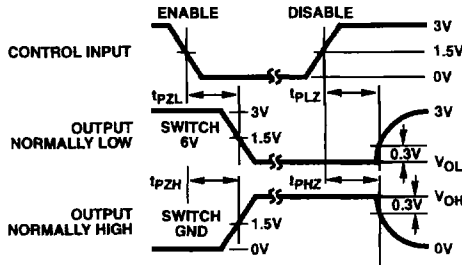 ENABLE DISABLE
CONTROL INPUT 3V
1.5V
0V
tPZL tPLZ
OUTPUT NORMALLY LOW
SWITCH 6V
3V
1.5V
3V
0.3V
VOL
tPZH tPHZ
VOH
0.3V
OUTPUT NORMALLY HIGH
SWITCH GND
1.5V
0V
0V